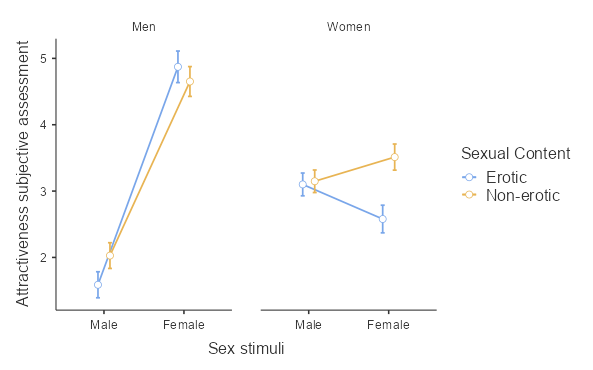 Men
Women
Attractiveness subjective assessment
5
4
3
2
Male
Female
Male
Female
Sex stimuli
Sexual Content
Erotic
Non-erotic